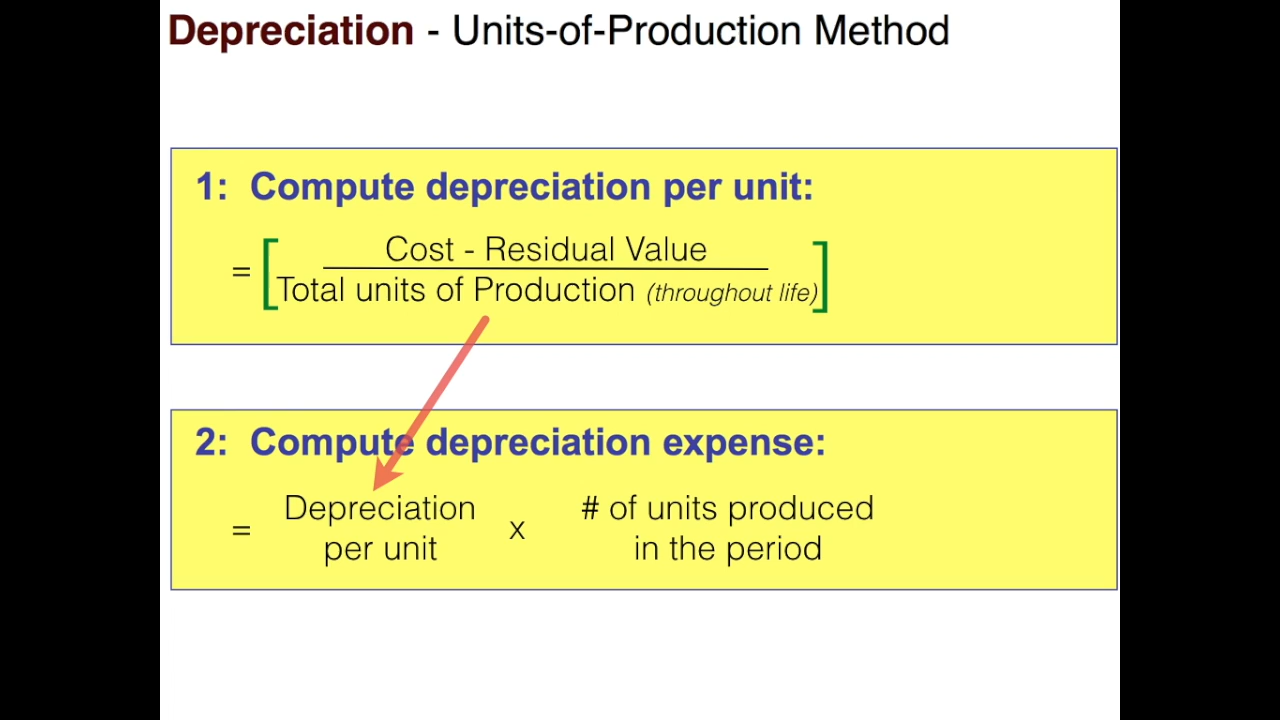 Depreciation - Units-of-Production Method
1: Compute depreciation per unit:
Cost - Residual Value
= [ Total units of Production (throughout life) ]
2: Compute depreciation expense:
Depreciation # of units produced
= x
per unit in the period